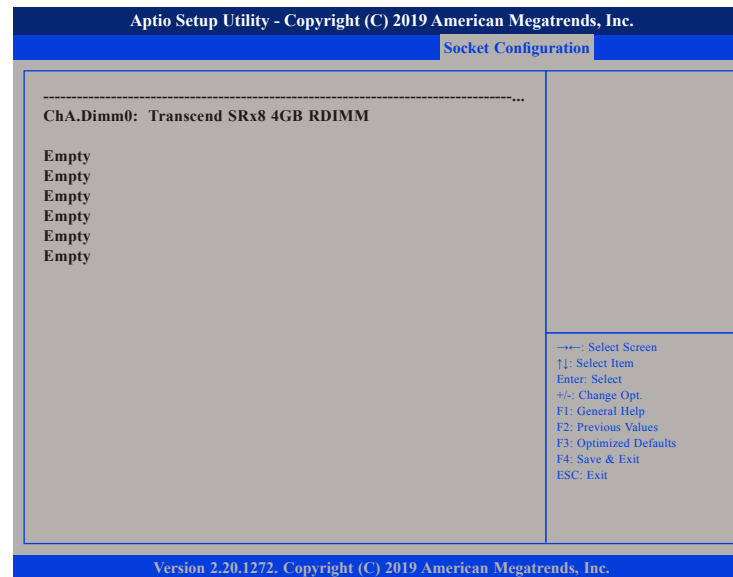 Aptio Setup Utility - Copyright (C) 2019 American Megatrends, Inc.
Socket Configuration
--------------------------------------------------------------------------------...
ChA.Dimm0: Transcend SRx8 4GB RDIMM
Empty
Empty
Empty
Empty
Empty
Empty
→←: Select Screen
↑↓: Select Item
Enter: Select
+/-: Change Opt.
F1: General Help
F2: Previous Values
F3: Optimized Defaults
F4: Save & Exit
ESC: Exit
Version 2.20.1272. Copyright (C) 2019 American Megatrends, Inc.